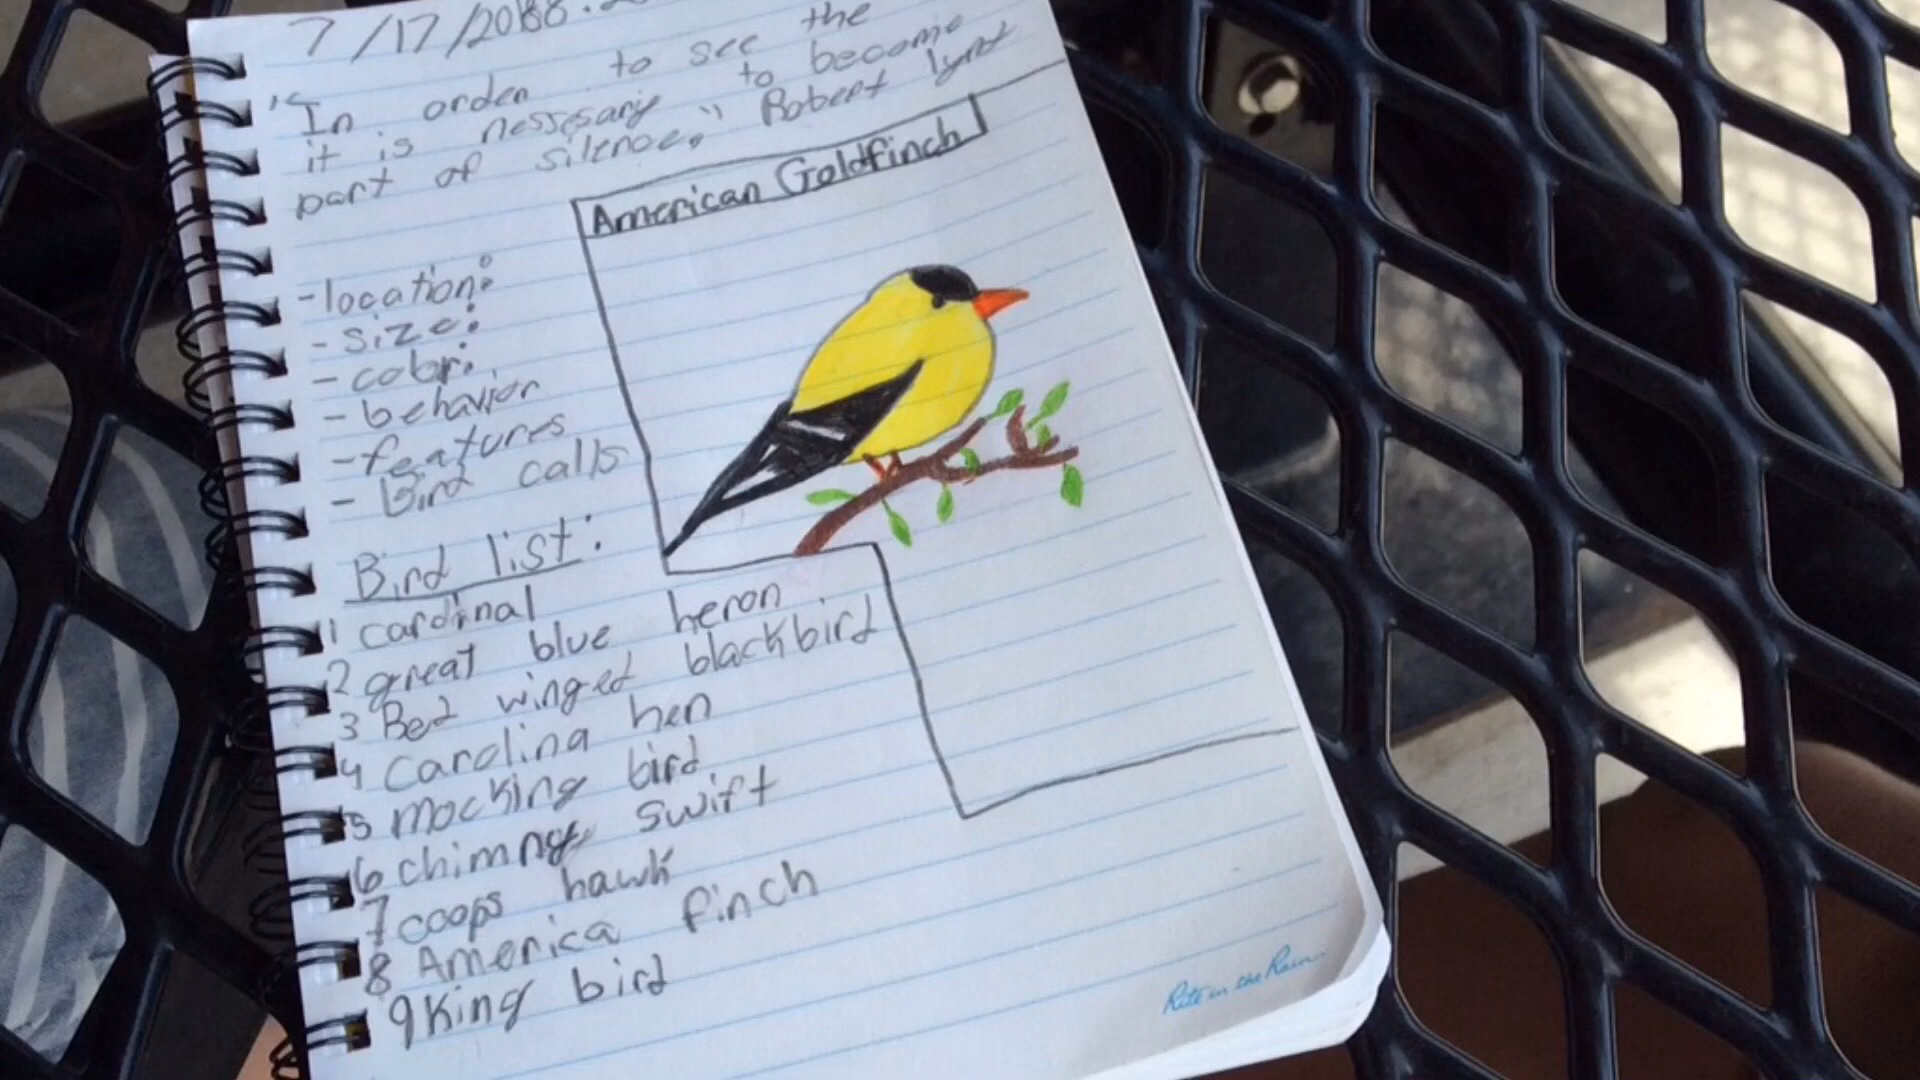 7/17/20
"In order to see the
it is nessesary to become
part of silence." Robert lynd
American Goldfinch
-location:
-size:
-color:
-behavior
-features
-bird calls
Bird list:
1 cardinal
2 great blue heron
3 Red winged blackbird
4 Carolina hen
5 mocking bird
6 chimny swift
7 coops hawk
8 America finch
9 King bird
Rite in the Rain